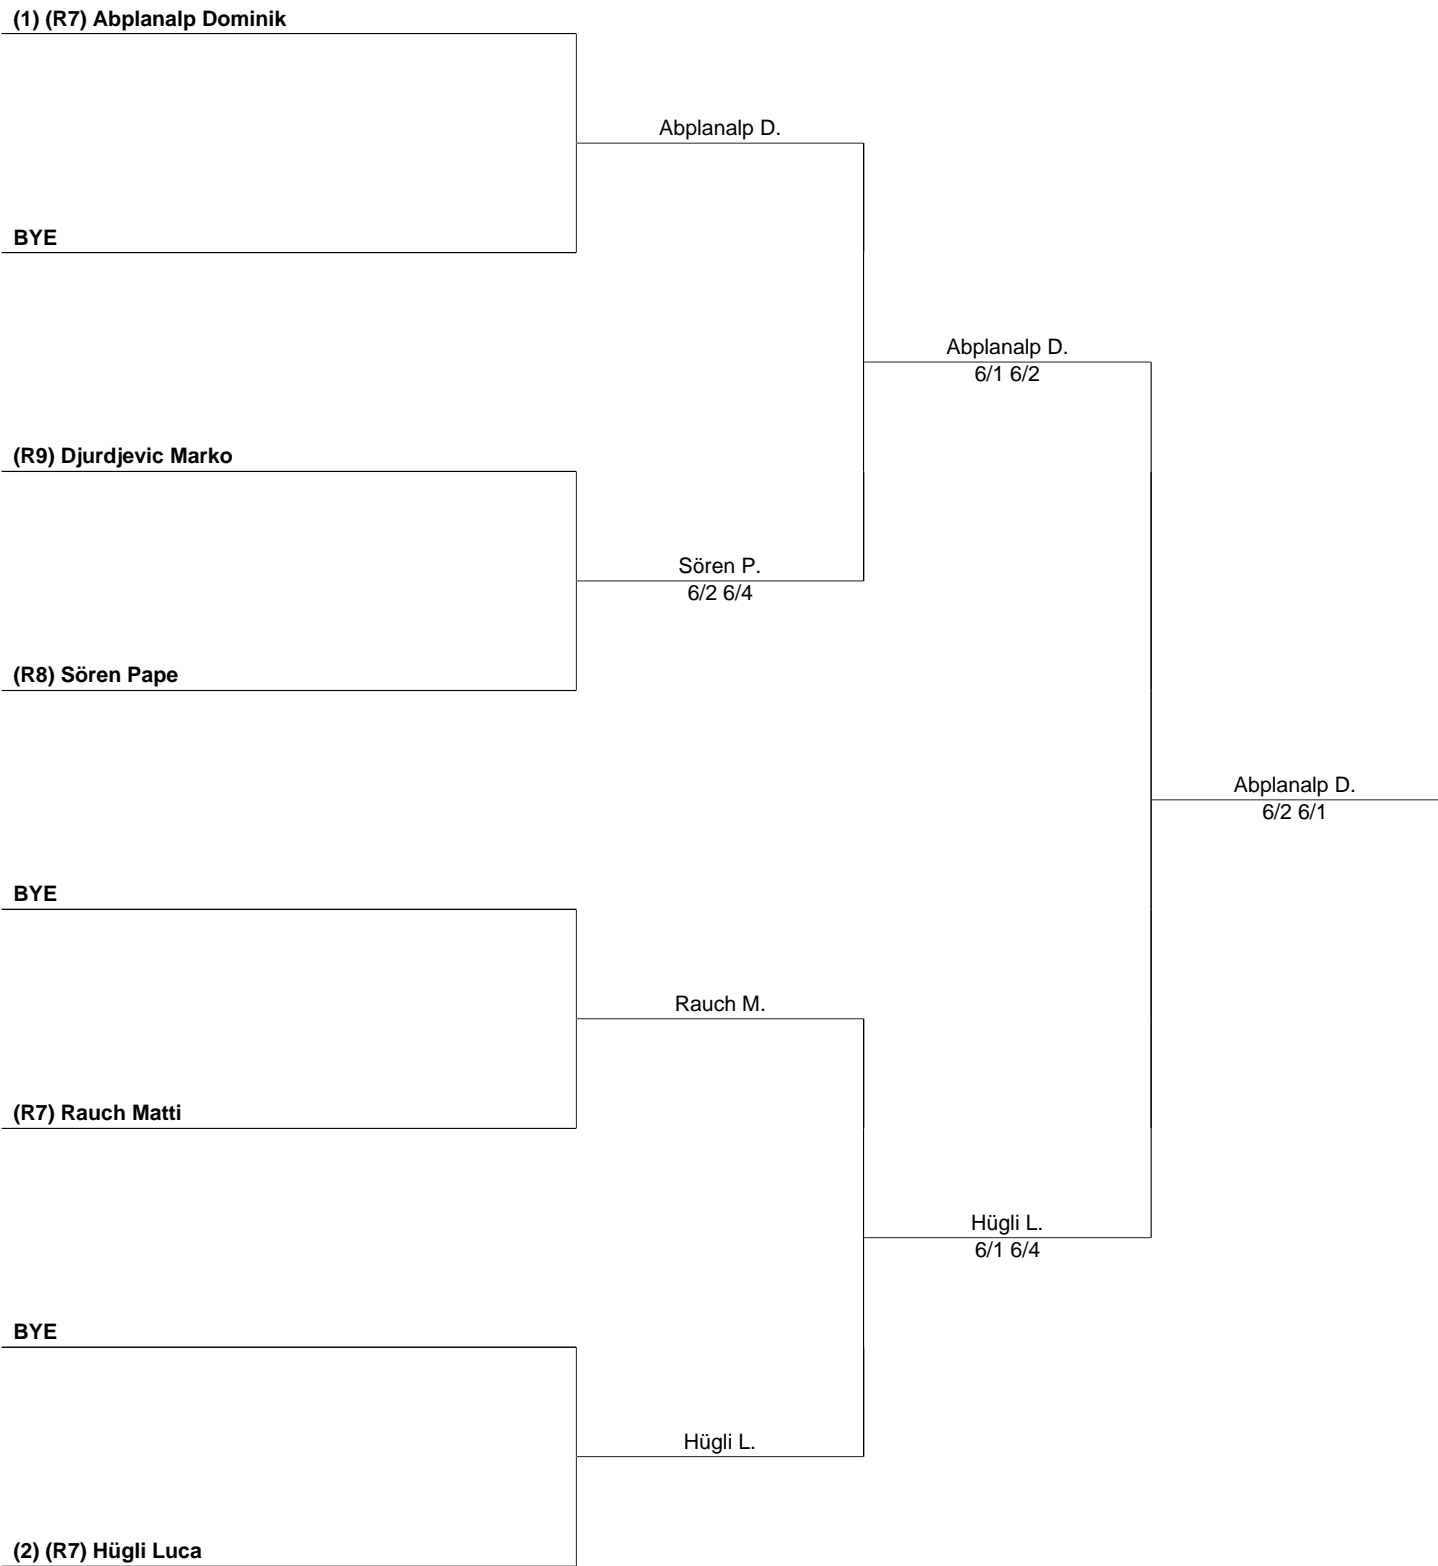 (1) (R7) Abplanalp Dominik
Abplanalp D.
BYE
Abplanalp D.
6/1 6/2
(R9) Djurdjevic Marko
Sören P.
6/2 6/4
(R8) Sören Pape
Abplanalp D.
6/2 6/1
BYE
Rauch M.
(R7) Rauch Matti
Hügli L.
6/1 6/4
BYE
Hügli L.
(2) (R7) Hügli Luca